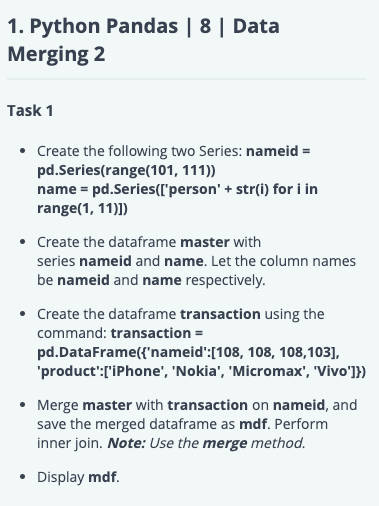 1. Python Pandas | 8 | Data
Merging 2
Task 1
• Create the following two Series: nameid =
pd.Series(range(101, 111))
name = pd.Series(['person' + str(i) for i in
range(1, 11)])
• Create the dataframe master with
series nameid and name. Let the column names
be nameid and name respectively.
• Create the dataframe transaction using the
command: transaction =
pd.DataFrame({'nameid':[108, 108, 108,103],
'product':['iPhone', 'Nokia', 'Micromax', 'Vivo']})
• Merge master with transaction on nameid, and
save the merged dataframe as mdf. Perform
inner join. Note: Use the merge method.
• Display mdf.